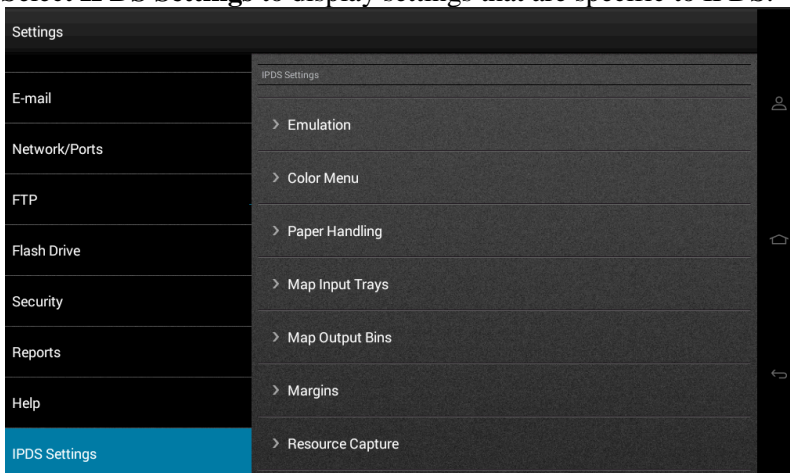 Select IPDS Settings to display settings that are specific to IPDS.
Settings
E-mail
Network/Ports
FTP
Flash Drive
Security
Reports
Help
IPDS Settings
IPDS Settings
Emulation
Color Menu
Paper Handling
Map Input Trays
Map Output Bins
Margins
Resource Capture